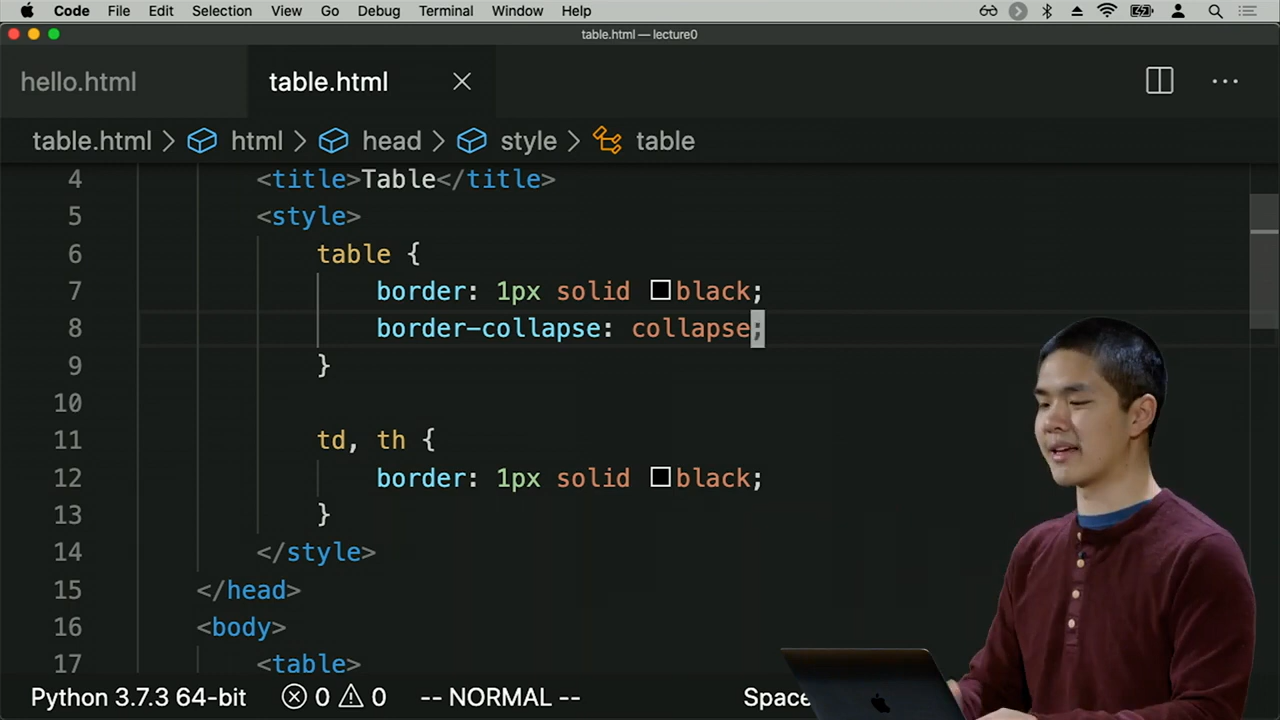 Code File Edit Selection View Go Debug Terminal Window Help
table.html — lecture0
hello.html table.html
table.html > html > head > style > table
4 <title>Table</title>
5 <style>
6 table {
7 border: 1px solid black;
8 border-collapse: collapse;
9 }
10
11 td, th {
12 border: 1px solid black;
13 }
14 </style>
15 </head>
16 <body>
17 <table>
Python 3.7.3 64-bit 0 0 -- NORMAL -- Space